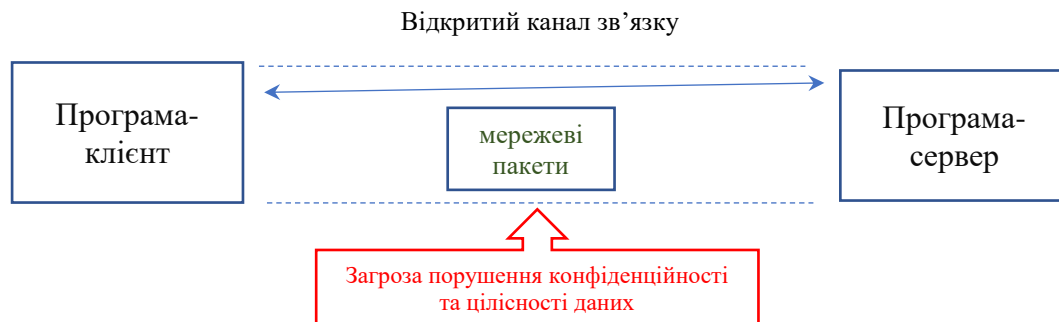 Відкритий канал зв’язку
Програма-
клієнт
мережеві
пакети
Програма-
сервер
Загроза порушення конфіденційності
та цілісності даних